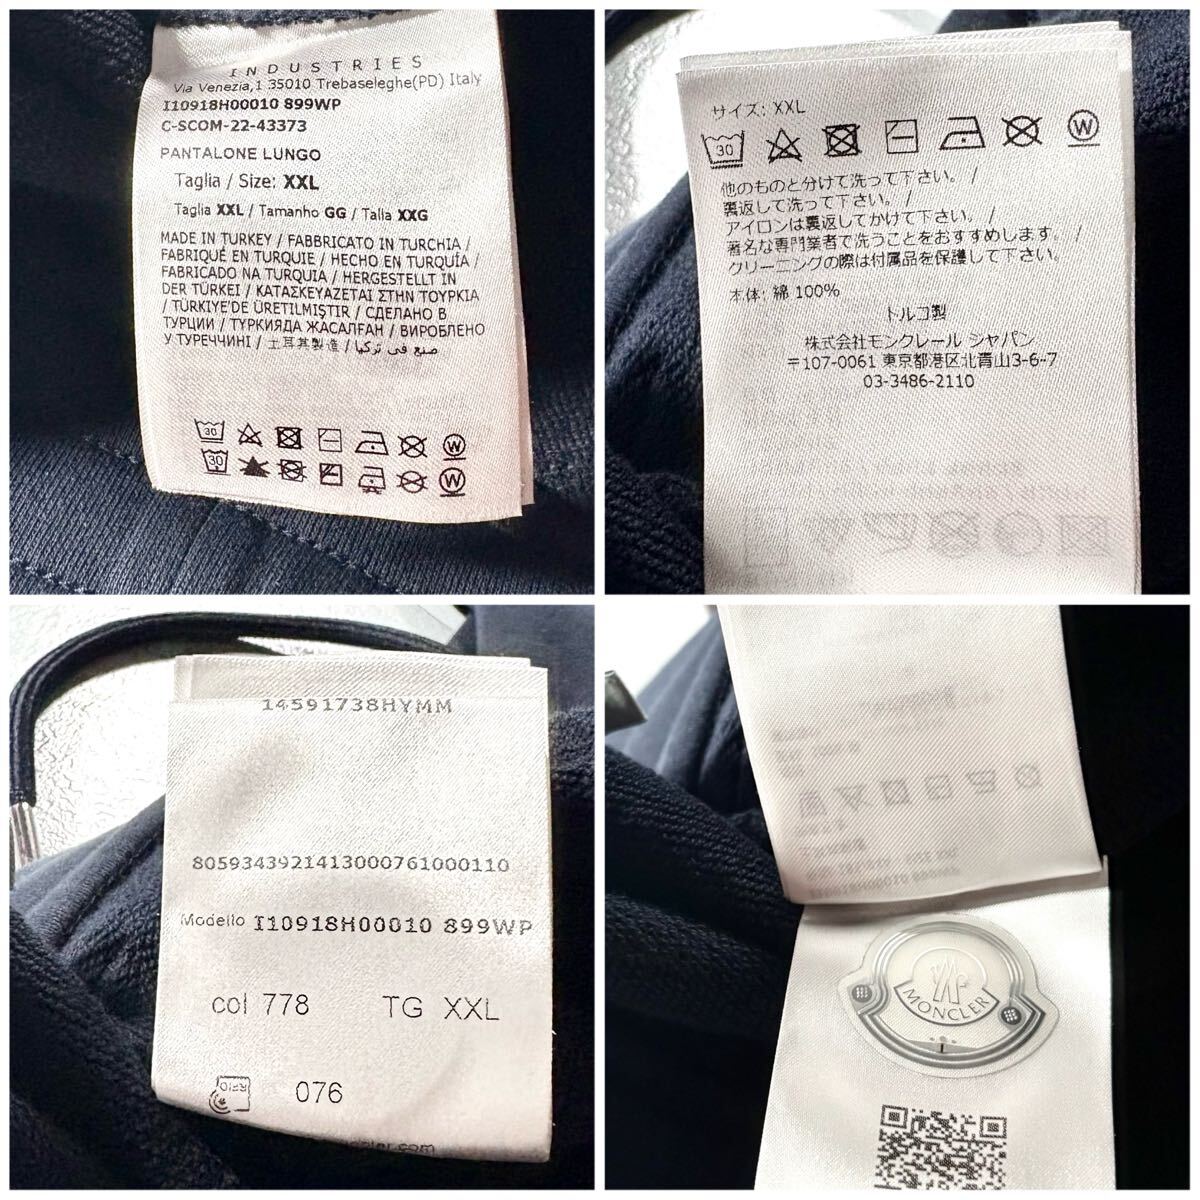 INDUSTRIES
Via Venezia,1 35010 Trebaseleghe(PD) Italy
I10918H00010 899WP
C-SCOM-22-43373
PANTALONE LUNGO
Taglia / Size: XXL
Taglia XXL / Tamanho GG / Talla XXG
MADE IN TURKEY / FABBRICATO IN TURCHIA /
FABRIQUÉ EN TURQUIE / HECHO EN TURQUÍA /
FABRICADO NA TURQUIA / HERGESTELLT IN
DER TÜRKEI / ΚΑΤΑΣΚΕΥΑΖΕΤΑΙ ΣΤΗΝ ΤΟΥΡΚΙΑ
/ TÜRKIYE'DE ÜRETILMIŞTIR / СДЕЛАНО В
ТУРЦИИ / ТҮРКИЯДА ЖАСАЛҒАН / ВИРОБЛЕНО
У ТУРЕЧЧИНІ / 土耳其製造 / صنع في تركيا
30
W
30
W
サイズ: XXL
30
W
他のものと分けて洗って下さい。 /
裏返して洗って下さい。 /
アイロンは裏返してかけて下さい。 /
著名な専門業者で洗うことをおすすめします。 /
クリーニングの際は付属品を保護して下さい。
本体: 綿 100%
トルコ製
株式会社モンクレール ジャパン
〒107-0061 東京都港区北青山3-6-7
03-3486-2110
14591738HYMM
8059343921413000761000110
Modello I10918H00010 899WP
col 778 TG XXL
RFID 076
MONCLER